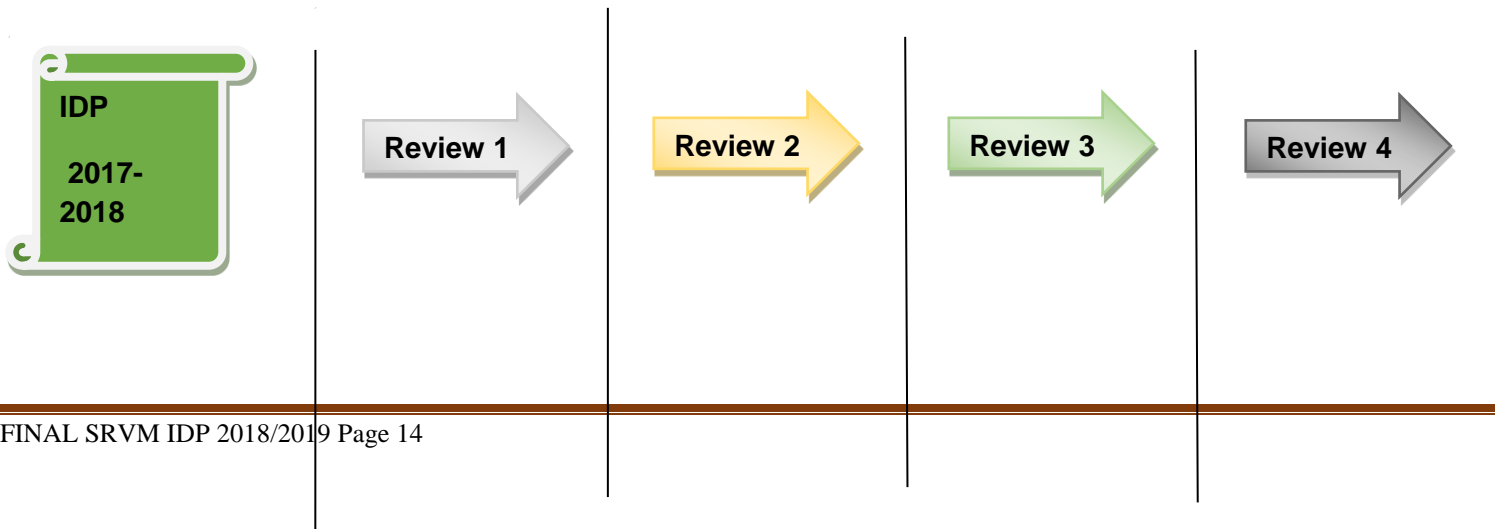 IDP
2017-
2018
Review 1
Review 2
Review 3
Review 4
FINAL SRVM IDP 2018/2019 Page 14